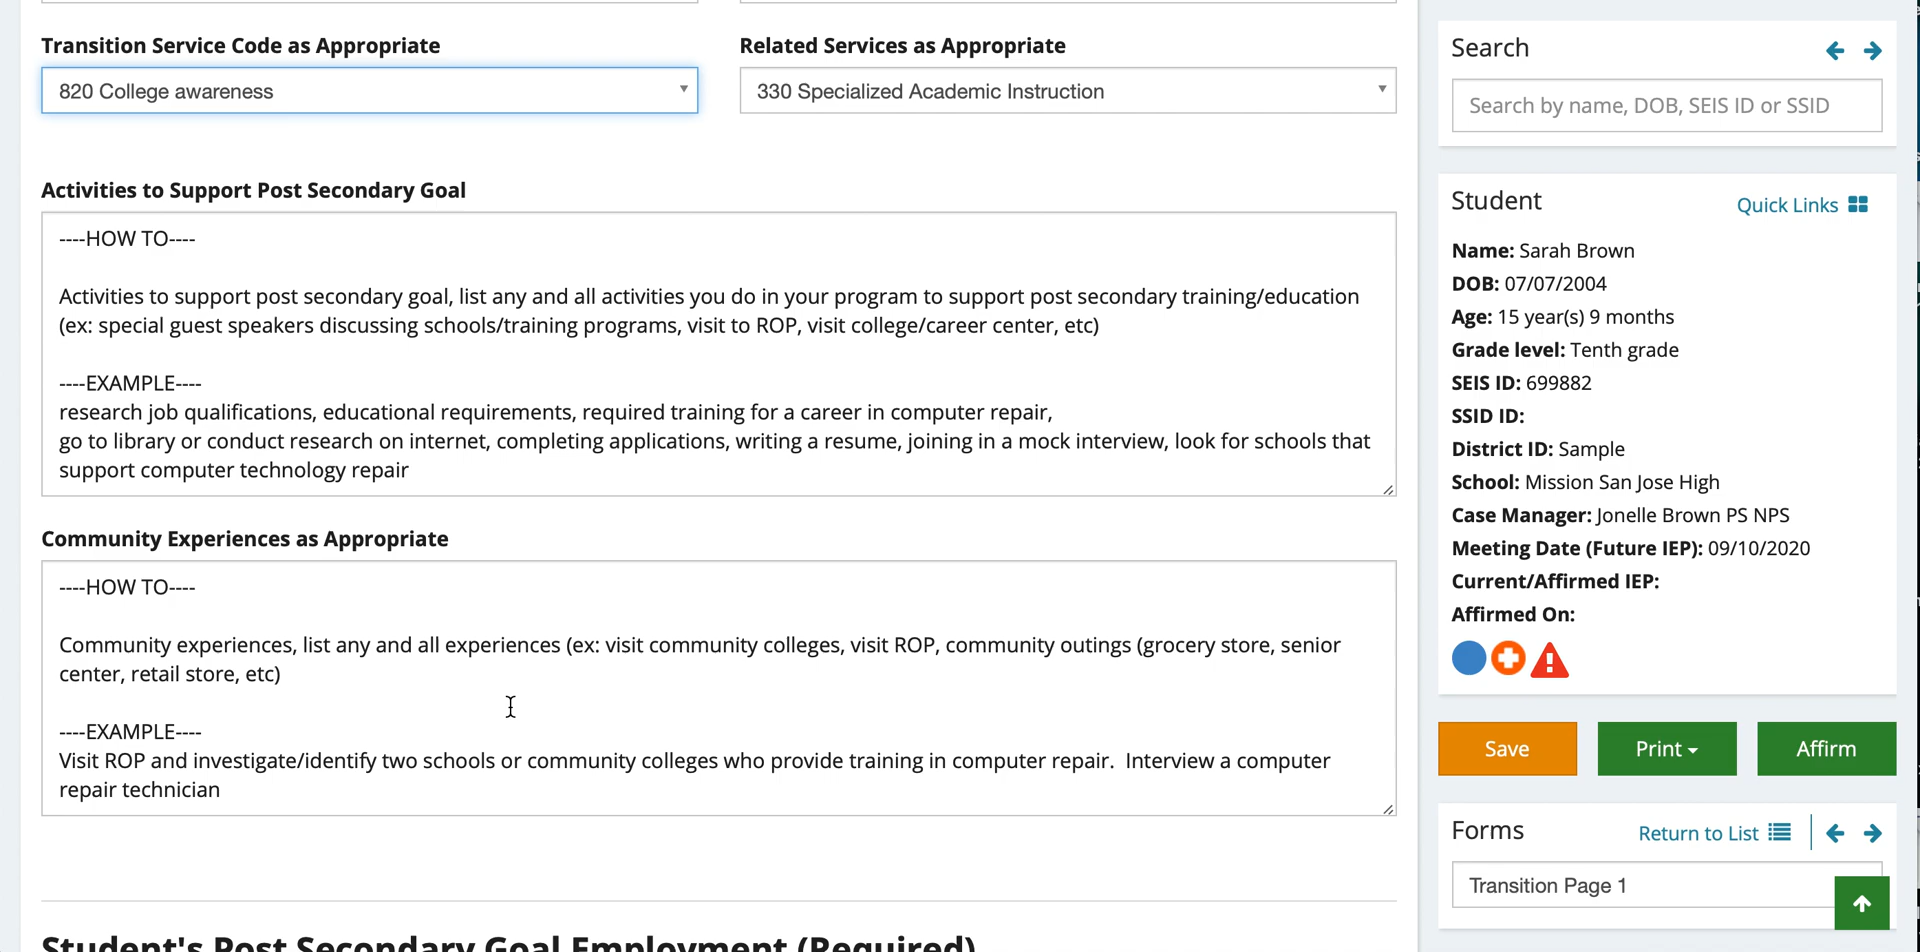 Transition Service Code as Appropriate
820 College awareness
Related Services as Appropriate
330 Specialized Academic Instruction
Activities to Support Post Secondary Goal
----HOW TO----
Activities to support post secondary goal, list any and all activities you do in your program to support post secondary training/education
(ex: special guest speakers discussing schools/training programs, visit to ROP, visit college/career center, etc)
----EXAMPLE----
research job qualifications, educational requirements, required training for a career in computer repair,
go to library or conduct research on internet, completing applications, writing a resume, joining in a mock interview, look for schools that
support computer technology repair
Community Experiences as Appropriate
----HOW TO----
Community experiences, list any and all experiences (ex: visit community colleges, visit ROP, community outings (grocery store, senior
center, retail store, etc)
----EXAMPLE----
Visit ROP and investigate/identify two schools or community colleges who provide training in computer repair.  Interview a computer
repair technician
Student's Post Secondary Goal Employment (Required)
Search
Search by name, DOB, SEIS ID or SSID
Student
Quick Links
Name: Sarah Brown
DOB: 07/07/2004
Age: 15 year(s) 9 months
Grade level: Tenth grade
SEIS ID: 699882
SSID ID:
District ID: Sample
School: Mission San Jose High
Case Manager: Jonelle Brown PS NPS
Meeting Date (Future IEP): 09/10/2020
Current/Affirmed IEP:
Affirmed On:
Save
Print
Affirm
Forms
Return to List
Transition Page 1